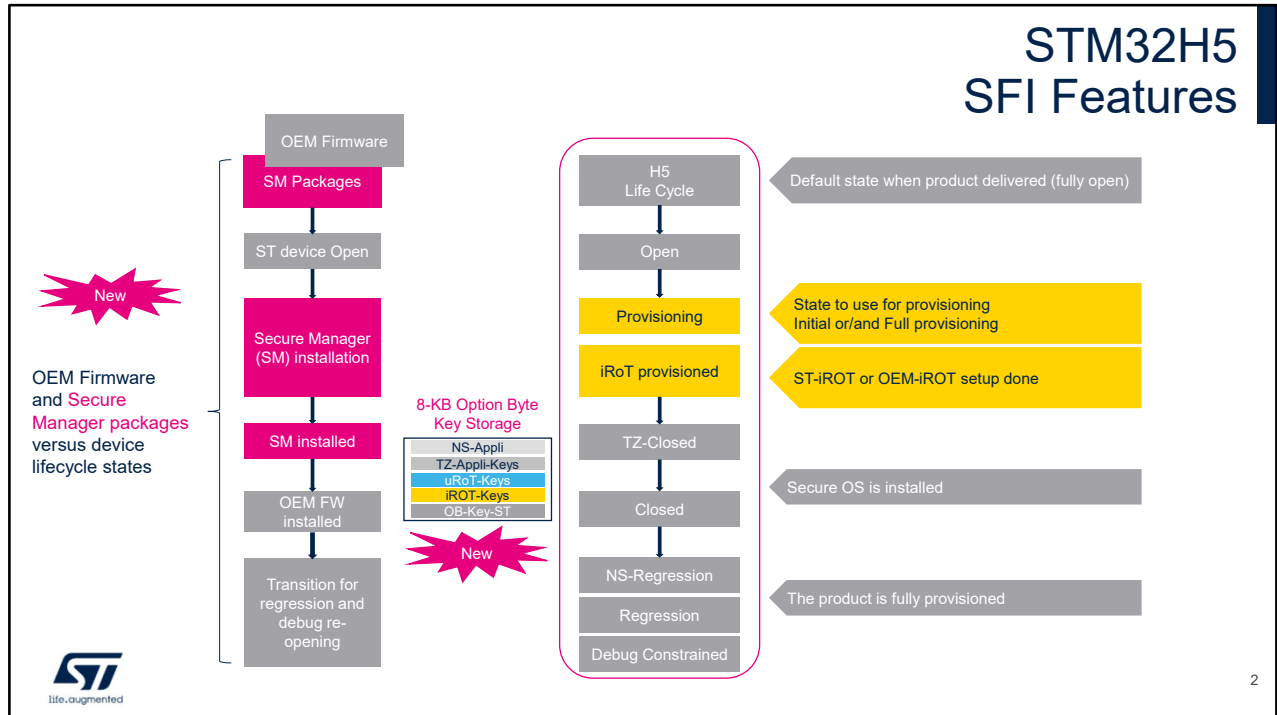 STM32H5
SFI Features
OEM Firmware
SM Packages
ST device Open
New
Secure Manager
(SM) installation
OEM Firmware
and Secure
Manager packages
versus device
lifecycle states
SM installed
OEM FW
installed
Transition for
regression and
debug re-
opening
8-KB Option Byte
Key Storage
NS-Appli
TZ-Appli-Keys
uRoT-Keys
iROT-Keys
OB-Key-ST
New
H5
Life Cycle
Open
Provisioning
iRoT provisioned
TZ-Closed
Closed
NS-Regression
Regression
Debug Constrained
Default state when product delivered (fully open)
State to use for provisioning
Initial or/and Full provisioning
ST-iROT or OEM-iROT setup done
Secure OS is installed
The product is fully provisioned
ST
life.augmented
2